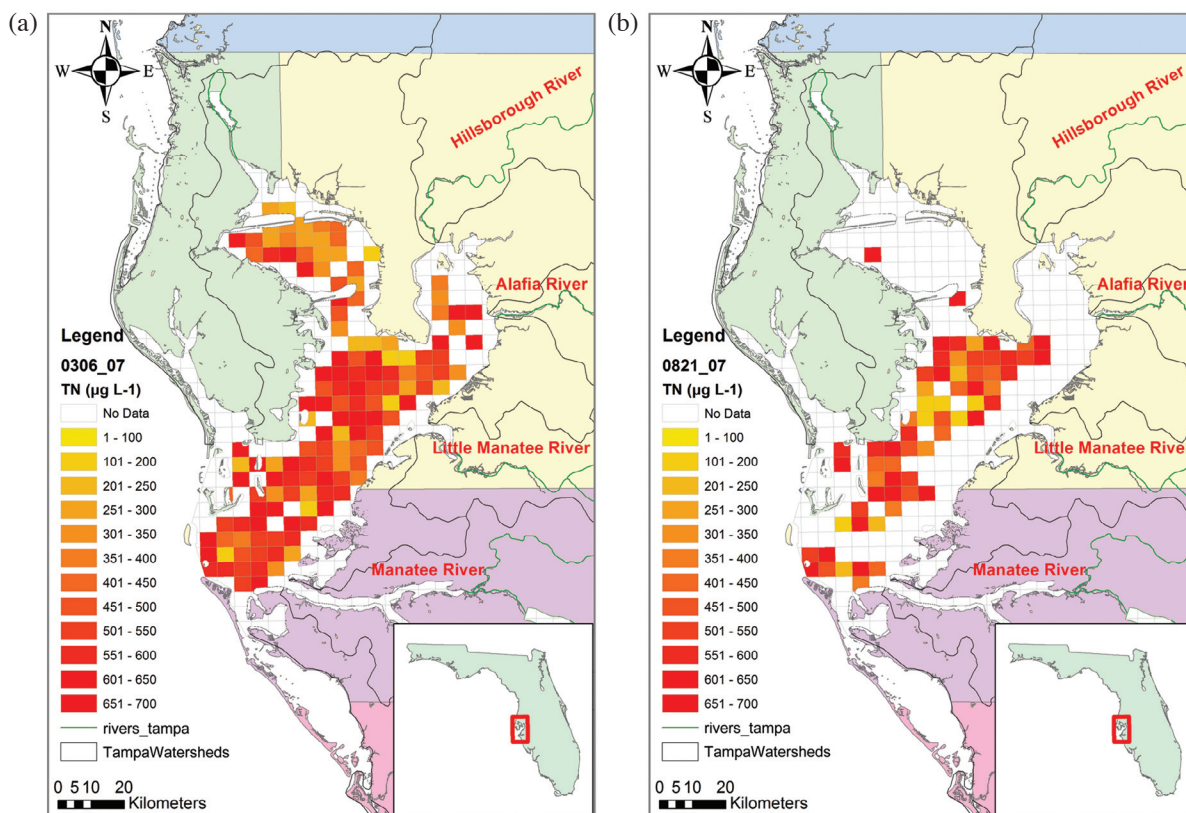 (a)
N
W E
S
Hillsborough River
Alafia River
Little Manatee River
Manatee River
Legend
0306_07
TN (µg L-1)
No Data
1 - 100
101 - 200
201 - 250
251 - 300
301 - 350
351 - 400
401 - 450
451 - 500
501 - 550
551 - 600
601 - 650
651 - 700
rivers_tampa
TampaWatersheds
0 5 10 20
Kilometers
(b)
N
W E
S
Hillsborough River
Alafia River
Little Manatee River
Manatee River
Legend
0821_07
TN (µg L-1)
No Data
1 - 100
101 - 200
201 - 250
251 - 300
301 - 350
351 - 400
401 - 450
451 - 500
501 - 550
551 - 600
601 - 650
651 - 700
rivers_tampa
TampaWatersheds
0 5 10 20
Kilometers